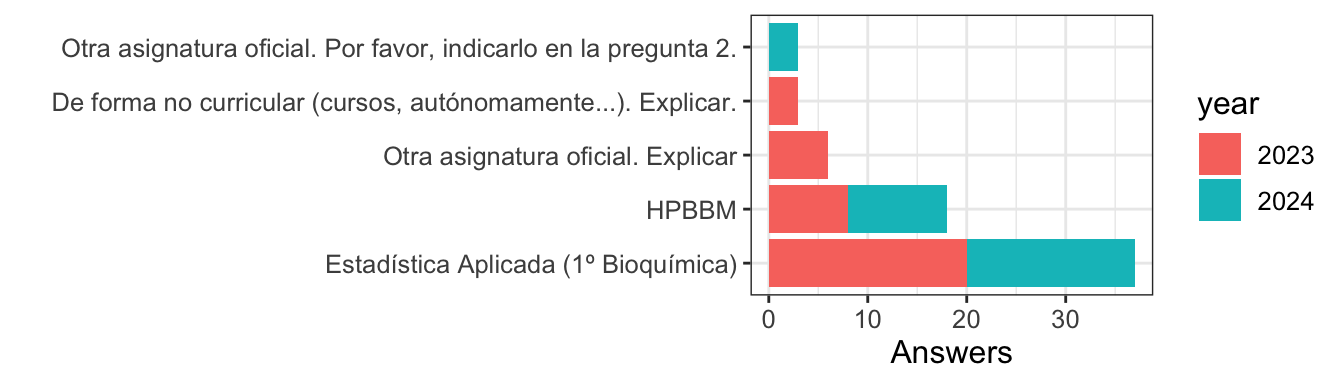 Otra asignatura oficial. Por favor, indicarlo en la pregunta 2.
De forma no curricular (cursos, autónomamente...). Explicar.
Otra asignatura oficial. Explicar
HPBBM
Estadística Aplicada (1º Bioquímica)
0 10 20 30
Answers
year
2023
2024